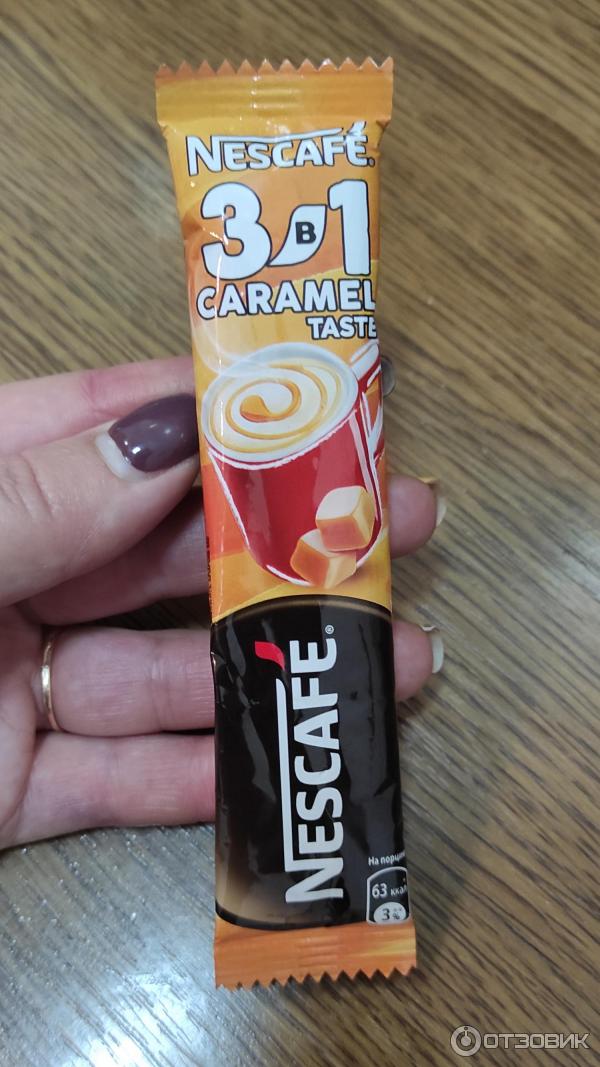 NESCAFÉ.
3 в 1
CARAMEL
TASTE
NESCAFÉ®
На порцию
63 ккал
3%
ОТЗОВИК